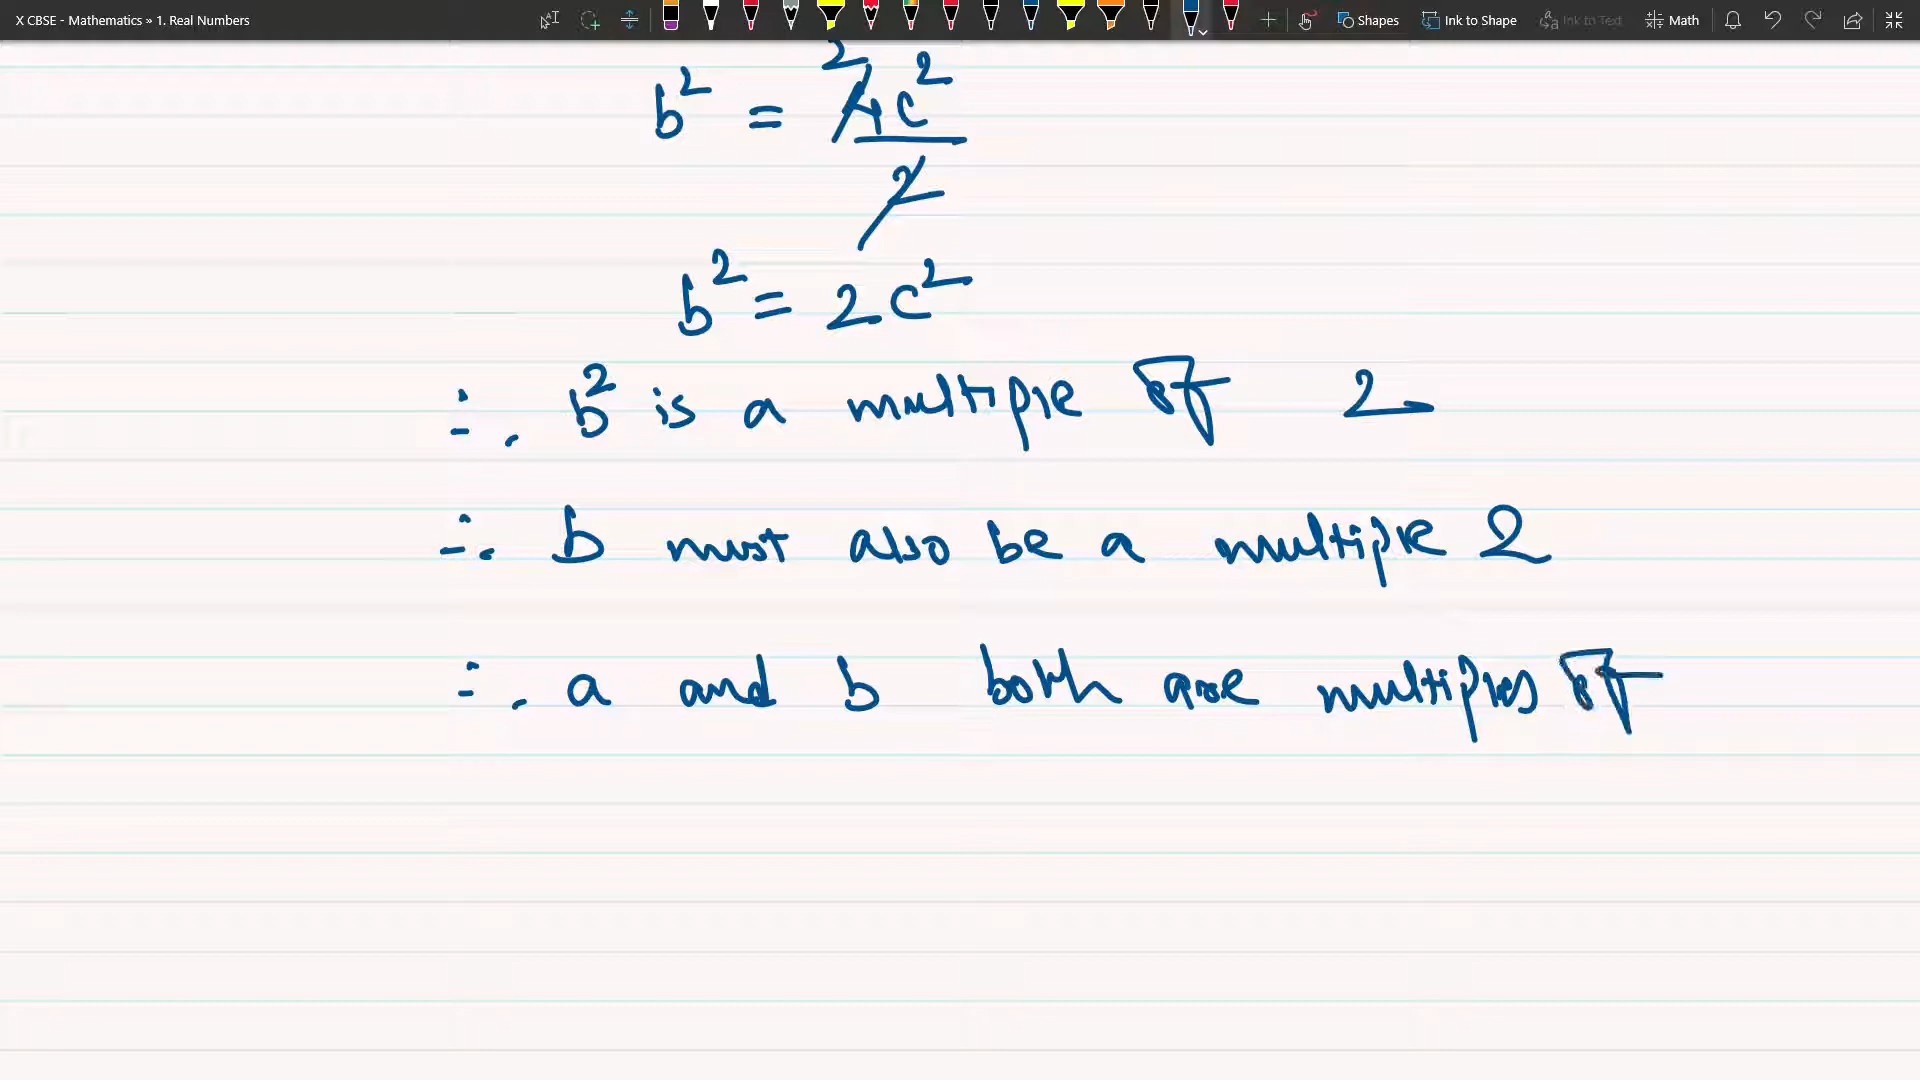 X CBSE - Mathematics » 1. Real Numbers
Shapes Ink to Shape Ink to Text Math
b² = 4c²/2 2
b² = 2c²
∴ b² is a multiple of 2
∴ b must also be a multiple 2
∴ a and b both are multiples of